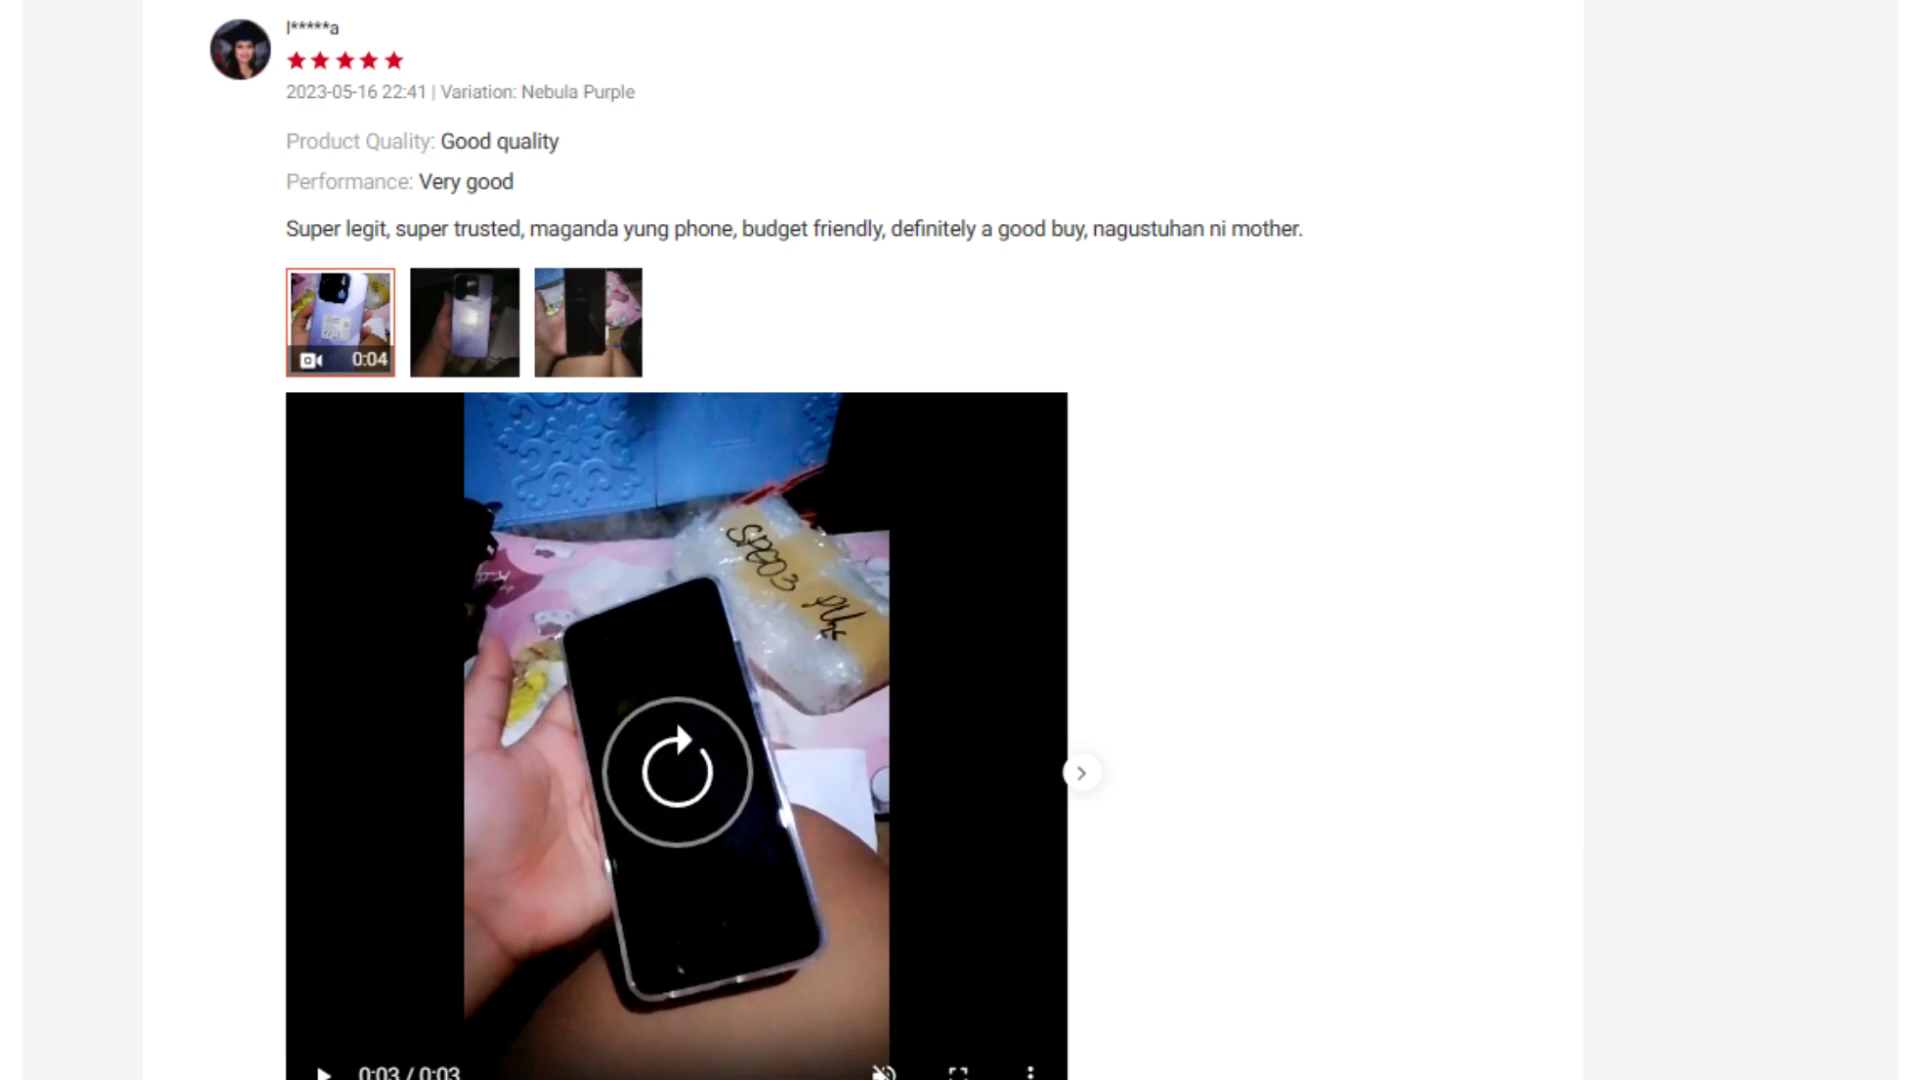 l*****a
2023-05-16 22:41 | Variation: Nebula Purple
Product Quality: Good quality
Performance: Very good
Super legit, super trusted, maganda yung phone, budget friendly, definitely a good buy, nagustuhan ni mother.
0:04
0:03 / 0:03